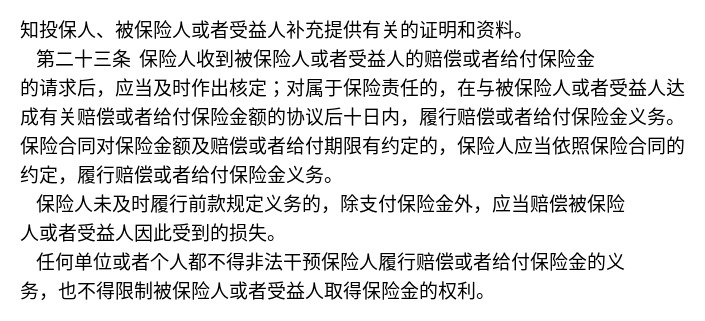 知投保人、被保险人或者受益人补充提供有关的证明和资料。
第二十三条 保险人收到被保险人或者受益人的赔偿或者给付保险金
的请求后，应当及时作出核定；对属于保险责任的，在与被保险人或者受益人达
成有关赔偿或者给付保险金额的协议后十日内，履行赔偿或者给付保险金义务。
保险合同对保险金额及赔偿或者给付期限有约定的，保险人应当依照保险合同的
约定，履行赔偿或者给付保险金义务。
保险人未及时履行前款规定义务的，除支付保险金外，应当赔偿被保险
人或者受益人因此受到的损失。
任何单位或者个人都不得非法干预保险人履行赔偿或者给付保险金的义
务，也不得限制被保险人或者受益人取得保险金的权利。